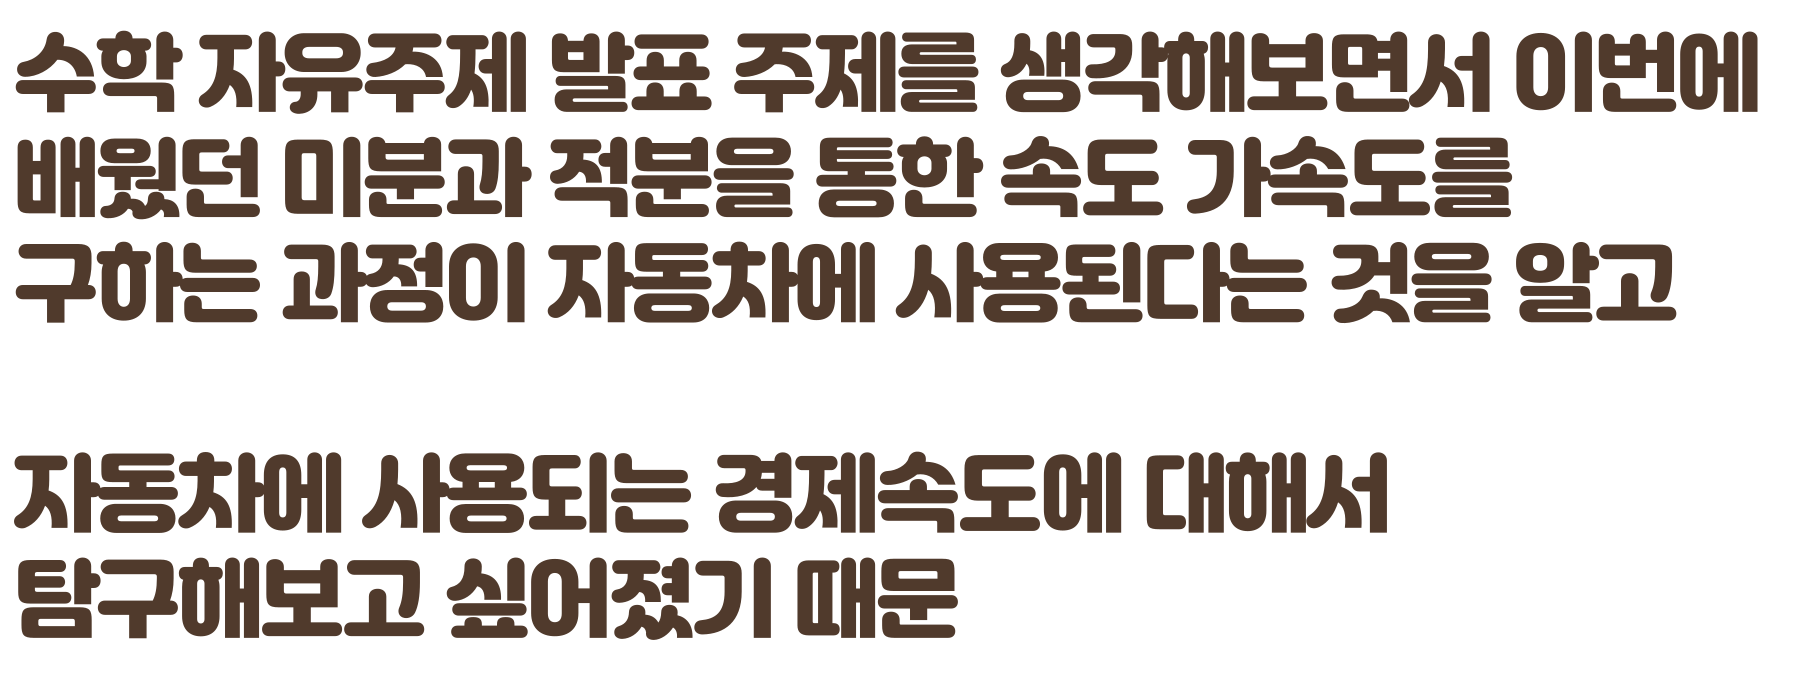 수학 자유주제 발표 주제를 생각해보면서 이번에
배웠던 미분과 적분을 통한 속도 가속도를
구하는 과정이 자동차에 사용된다는 것을 알고
자동차에 사용되는 경제속도에 대해서
탐구해보고 싶어졌기 때문